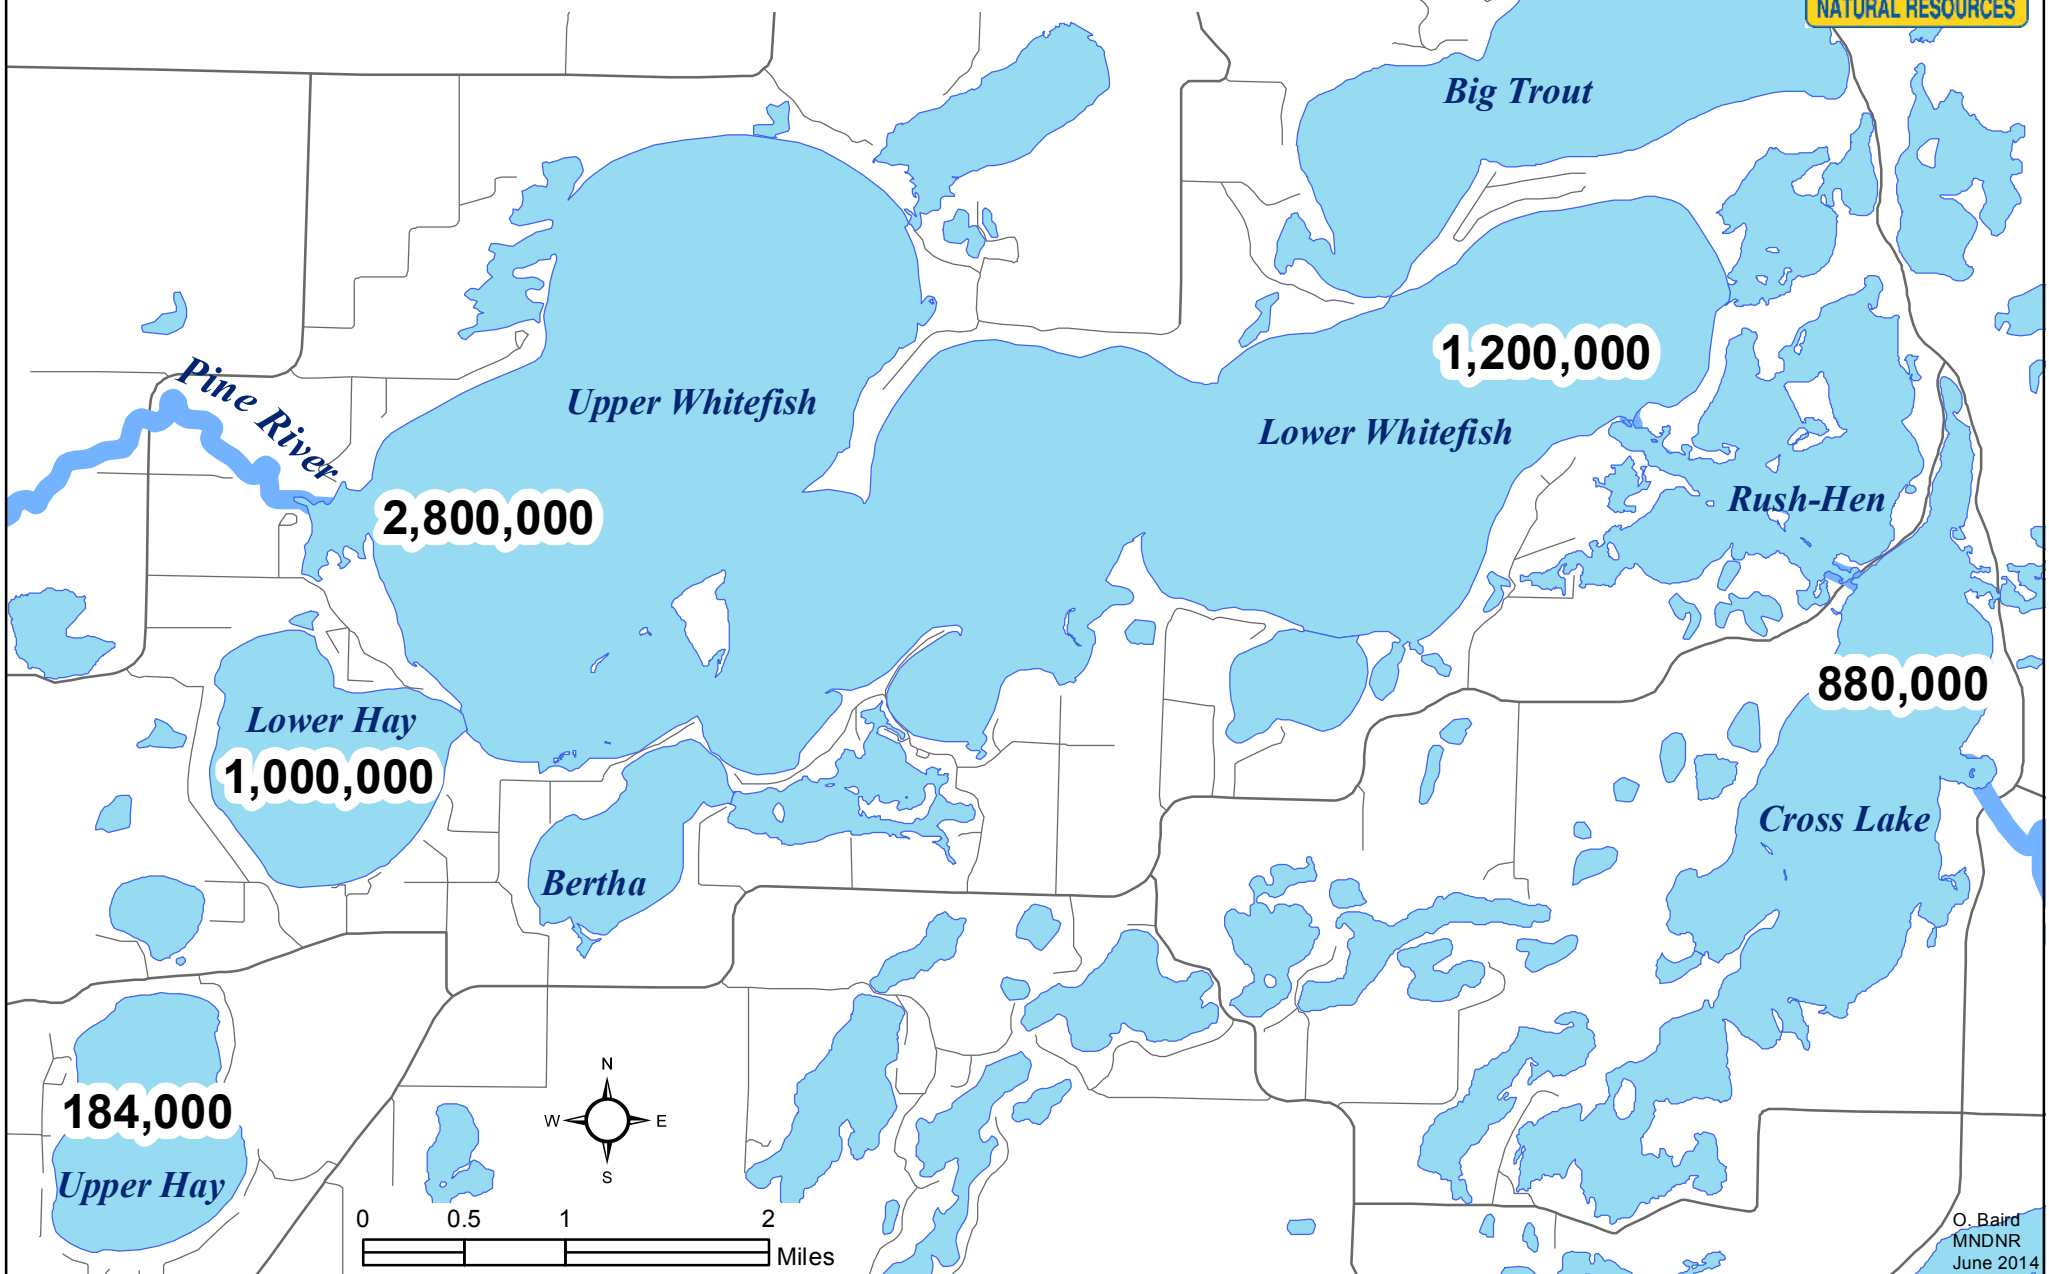 NATURAL RESOURCES
Big Trout
1,200,000
Pine River
Upper Whitefish
Lower Whitefish
2,800,000
Rush-Hen
880,000
Lower Hay
1,000,000
Cross Lake
Bertha
N
W E
S
184,000
Upper Hay
0 0.5 1 2
Miles
O. Baird
MNDNR
June 2014